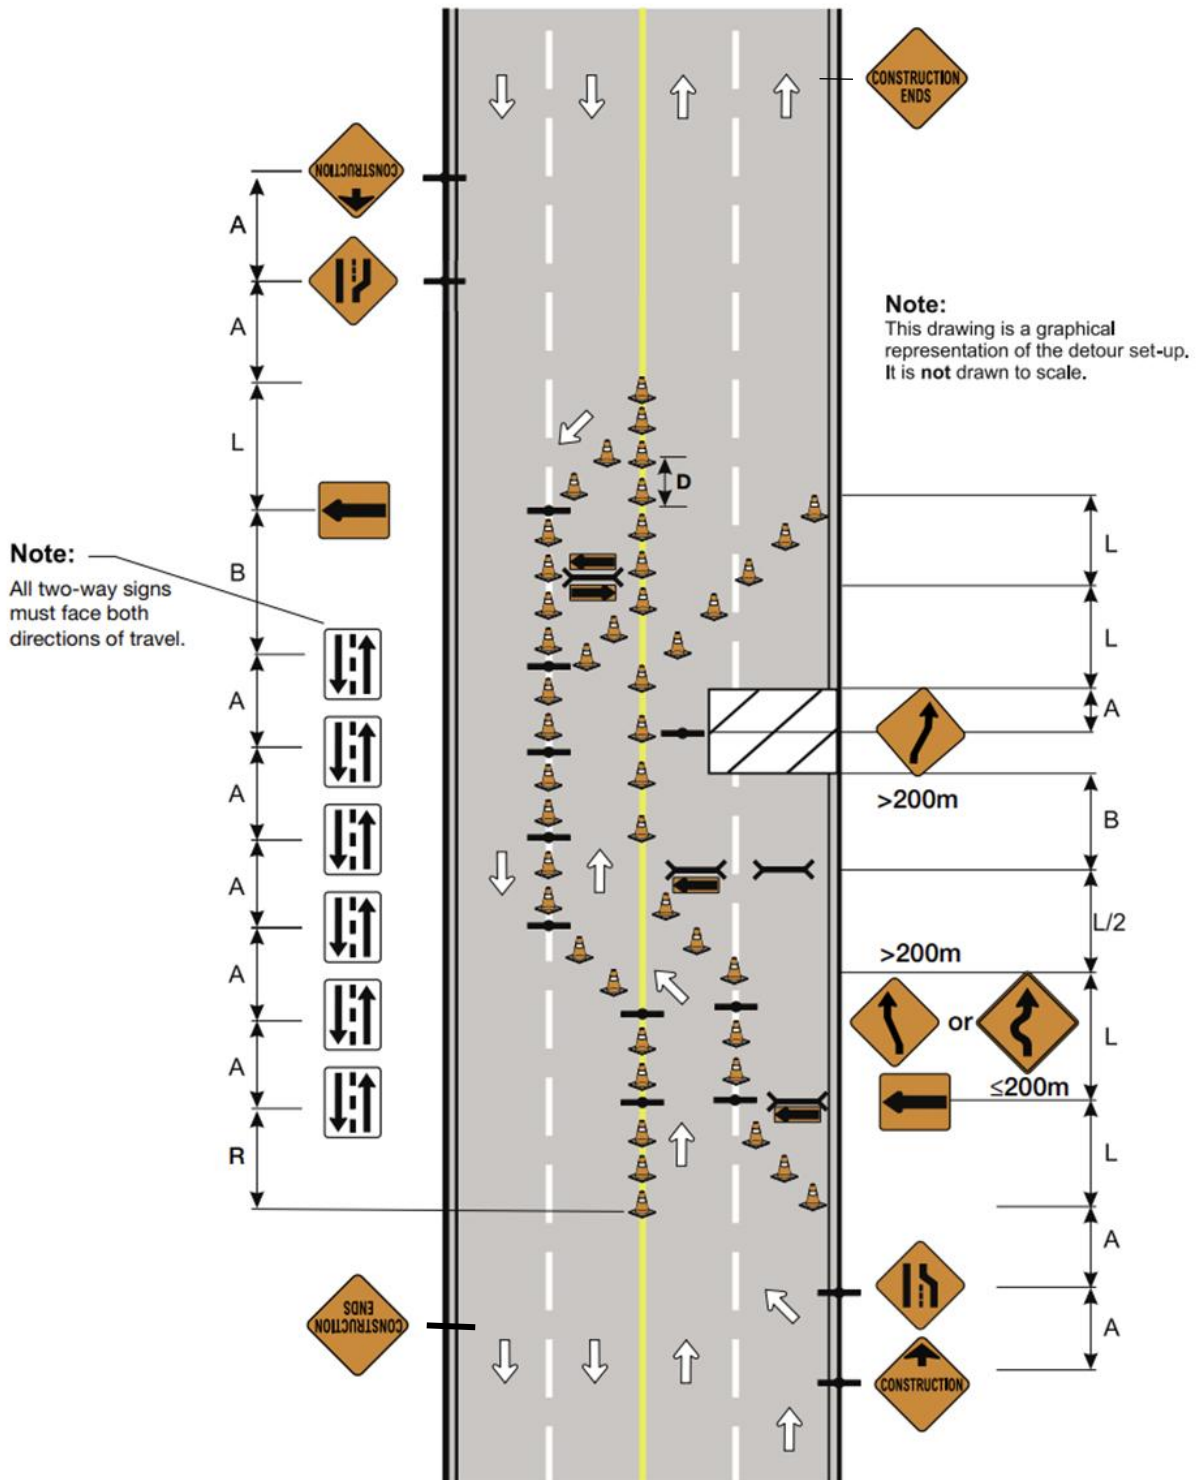 CONSTRUCTION
ENDS
CONSTRUCTION
A
A
Note:
This drawing is a graphical
representation of the detour set-up.
It is not drawn to scale.
L
D
L
Note:
All two-way signs
must face both
directions of travel.
B
L
A
A
>200m
A
B
A
L/2
>200m
A
or
L
≤200m
A
L
R
A
CONSTRUCTION
ENDS
A
CONSTRUCTION